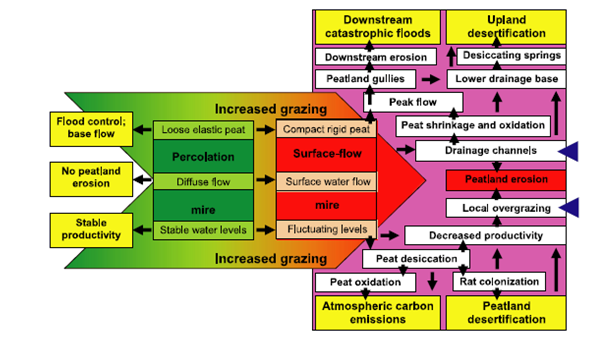 Downstream
catastrophic floods
Upland
desertification
Downstream erosion
Desiccating springs
Peatland gullies
Lower drainage base
Increased grazing
Peak flow
Flood control;
base flow
Loose elastic peat
Compact rigid peat
Peat shrinkage and oxidation
Percolation
Surface-flow
Drainage channels
No peatland
erosion
Diffuse flow
Surface water flow
Peatland erosion
mire
mire
Local overgrazing
Stable
productivity
Stable water levels
Fluctuating levels
Decreased productivity
Increased grazing
Peat desiccation
Peat oxidation
Rat colonization
Atmospheric carbon
emissions
Peatland
desertification